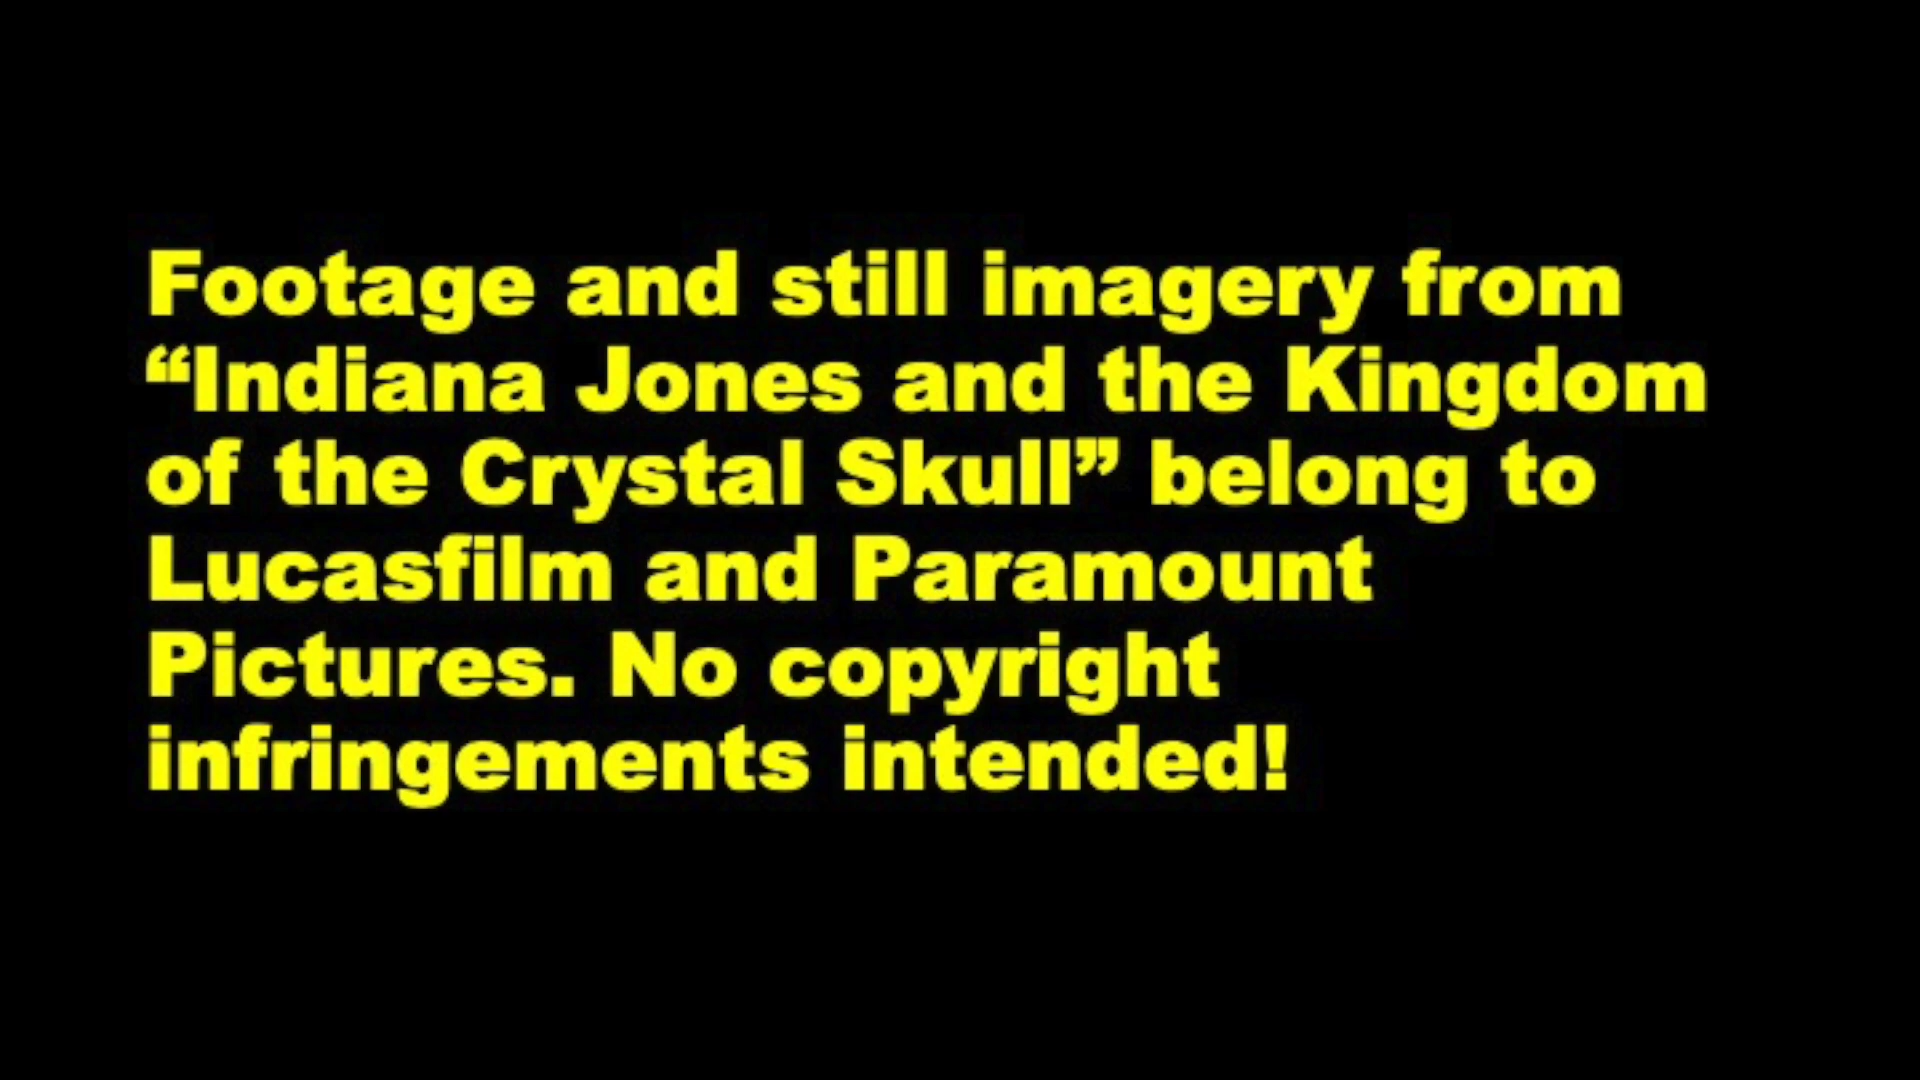 Footage and still imagery from
“Indiana Jones and the Kingdom
of the Crystal Skull” belong to
Lucasfilm and Paramount
Pictures. No copyright
infringements intended!